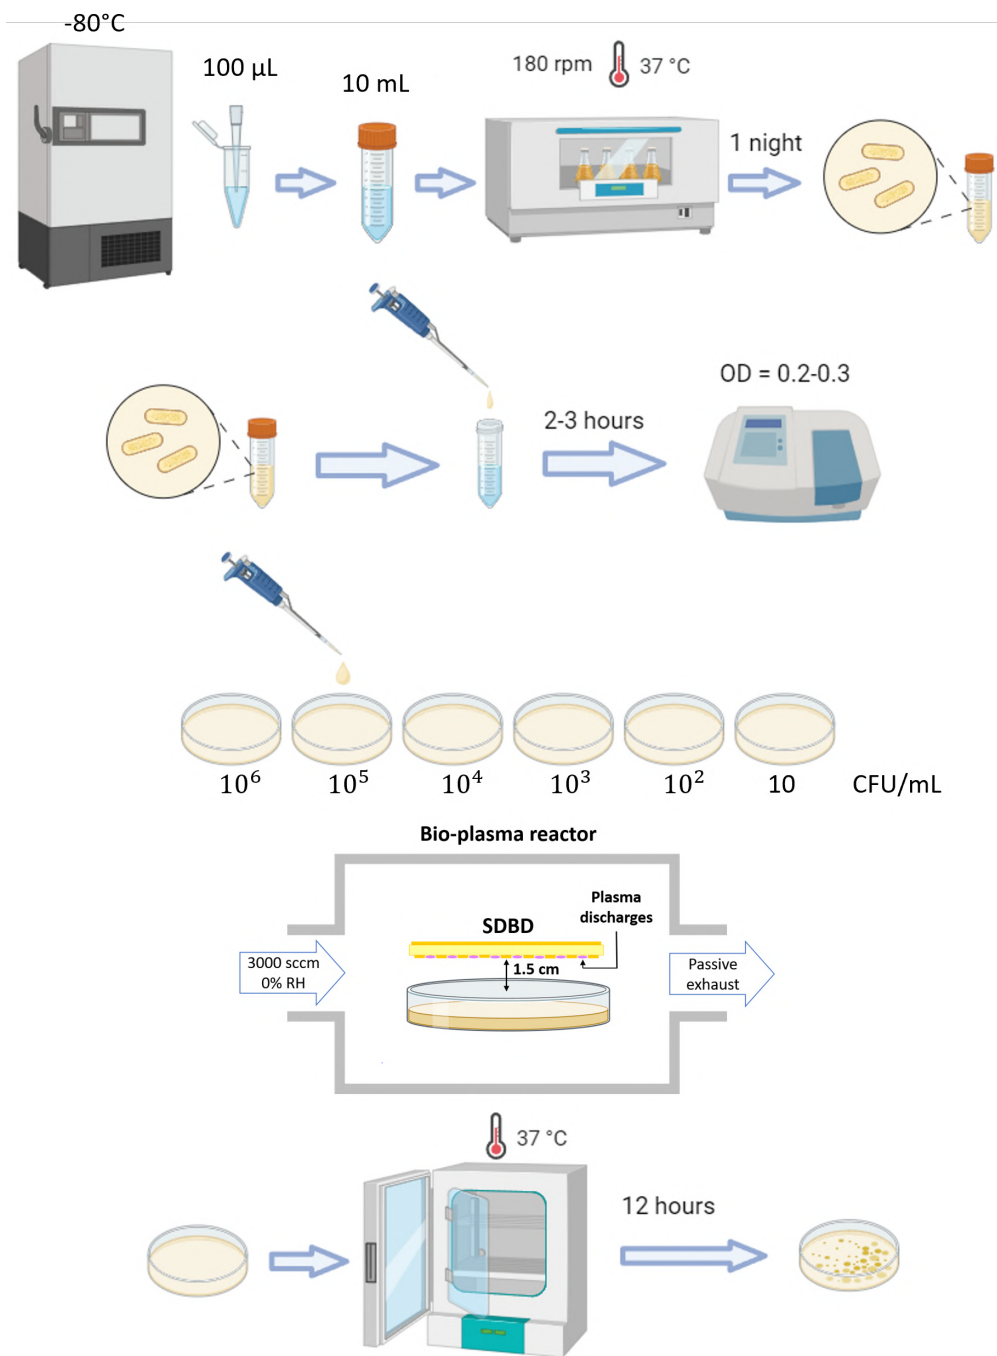 -80°C
100 µL
10 mL
180 rpm
37 °C
1 night
2-3 hours
OD = 0.2-0.3
10⁶
10⁵
10⁴
10³
10²
10
CFU/mL
Bio-plasma reactor
Plasma
discharges
SDBD
1.5 cm
3000 sccm
0% RH
Passive
exhaust
37 °C
12 hours